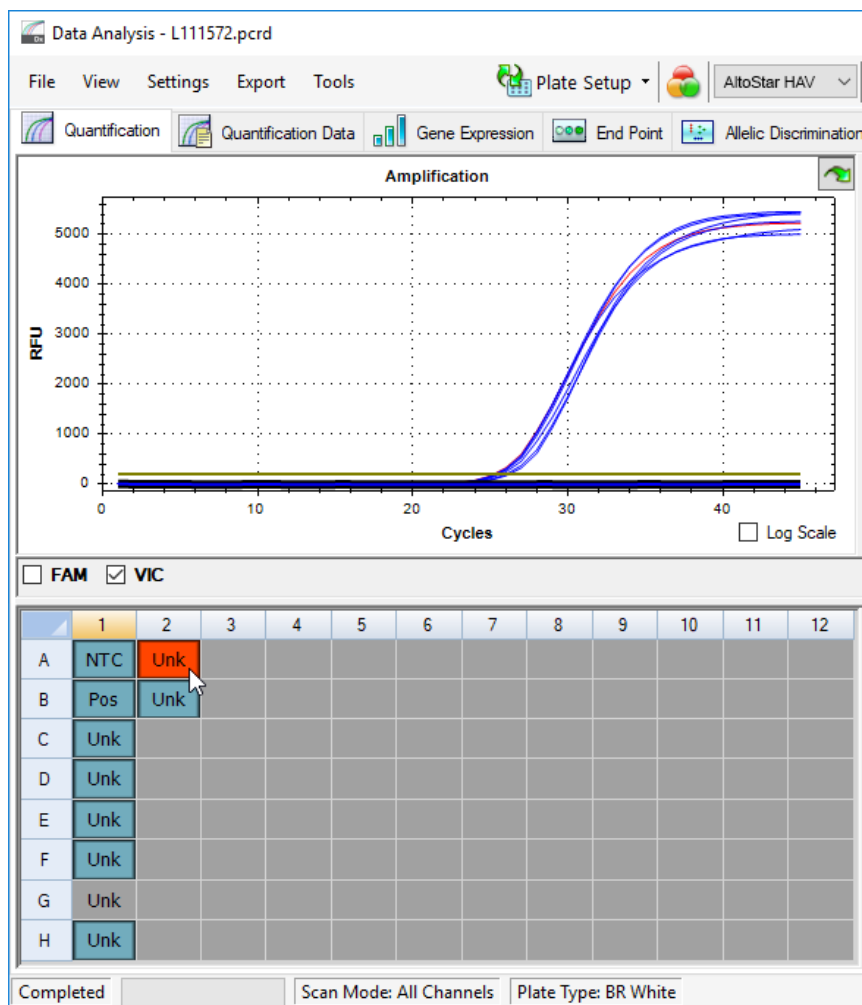 Data Analysis - L111572.pcrd
File View Settings Export Tools Plate Setup AltoStar HAV
Quantification Quantification Data Gene Expression End Point Allelic Discrimination
Amplification
5000
4000
3000
2000
1000
0
RFU
0 10 20 30 40
Cycles
Log Scale
FAM VIC
1 2 3 4 5 6 7 8 9 10 11 12
A NTC Unk
B Pos Unk
C Unk
D Unk
E Unk
F Unk
G Unk
H Unk
Completed Scan Mode: All Channels Plate Type: BR White